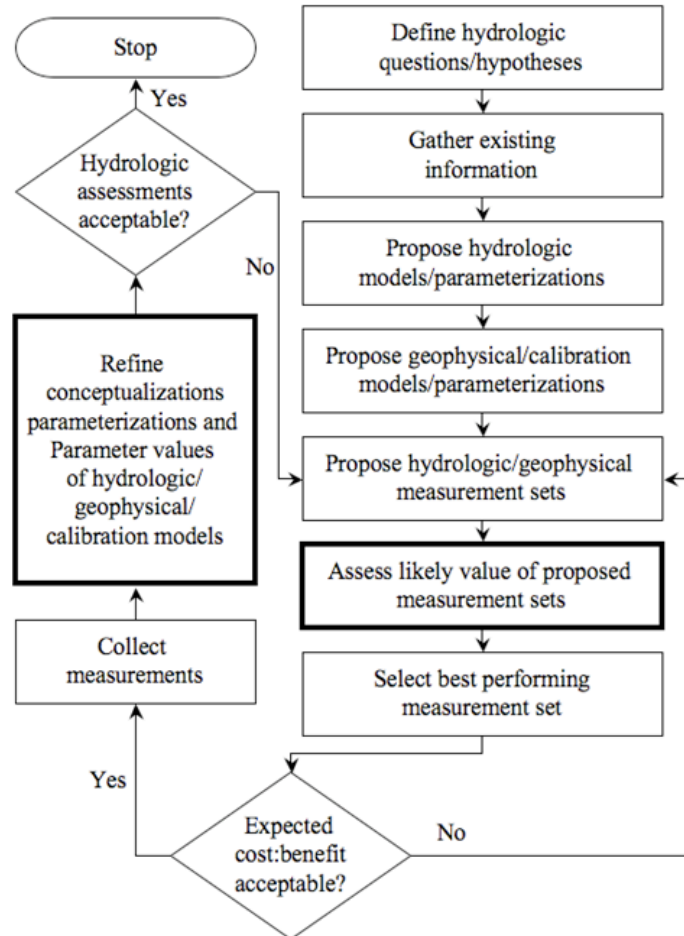 Stop
Yes
Hydrologic
assessments
acceptable?
No
Refine
conceptualizations
parameterizations and
Parameter values
of hydrologic/
geophysical/
calibration models
Collect
measurements
Yes
Define hydrologic
questions/hypotheses
Gather existing
information
Propose hydrologic
models/parameterizations
Propose geophysical/calibration
models/parameterizations
Propose hydrologic/geophysical
measurement sets
Assess likely value of proposed
measurement sets
Select best performing
measurement set
Expected
cost:benefit
acceptable?
No